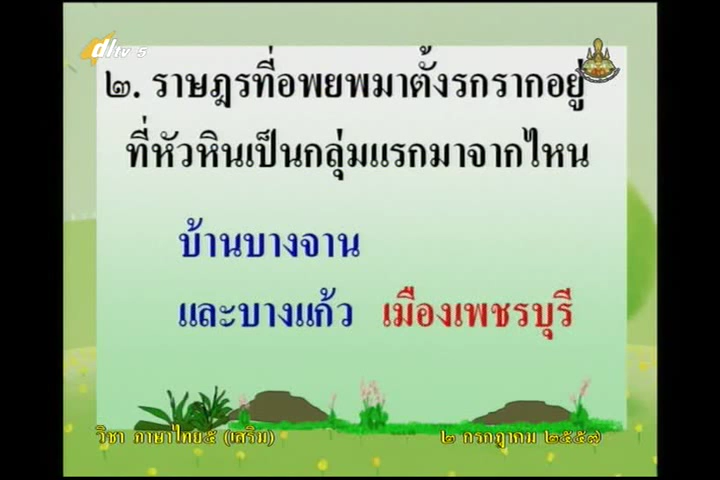 dltv 5
๒. ราษฎรที่อพยพมาตั้งรกรากอยู่
ที่หัวหินเป็นกลุ่มแรกมาจากไหน
บ้านบางจาน
และบางแก้ว เมืองเพชรบุรี
วิชา ภาษาไทย๕ (เสริม) ๒ กรกฎาคม ๒๕๕๗